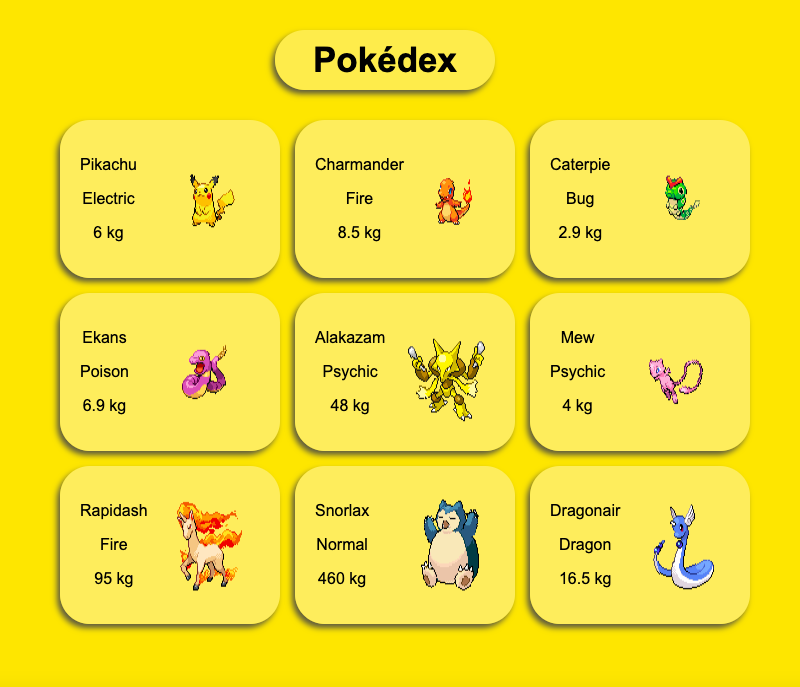 Pokédex
Pikachu
Electric
6 kg
Charmander
Fire
8.5 kg
Caterpie
Bug
2.9 kg
Ekans
Poison
6.9 kg
Alakazam
Psychic
48 kg
Mew
Psychic
4 kg
Rapidash
Fire
95 kg
Snorlax
Normal
460 kg
Dragonair
Dragon
16.5 kg